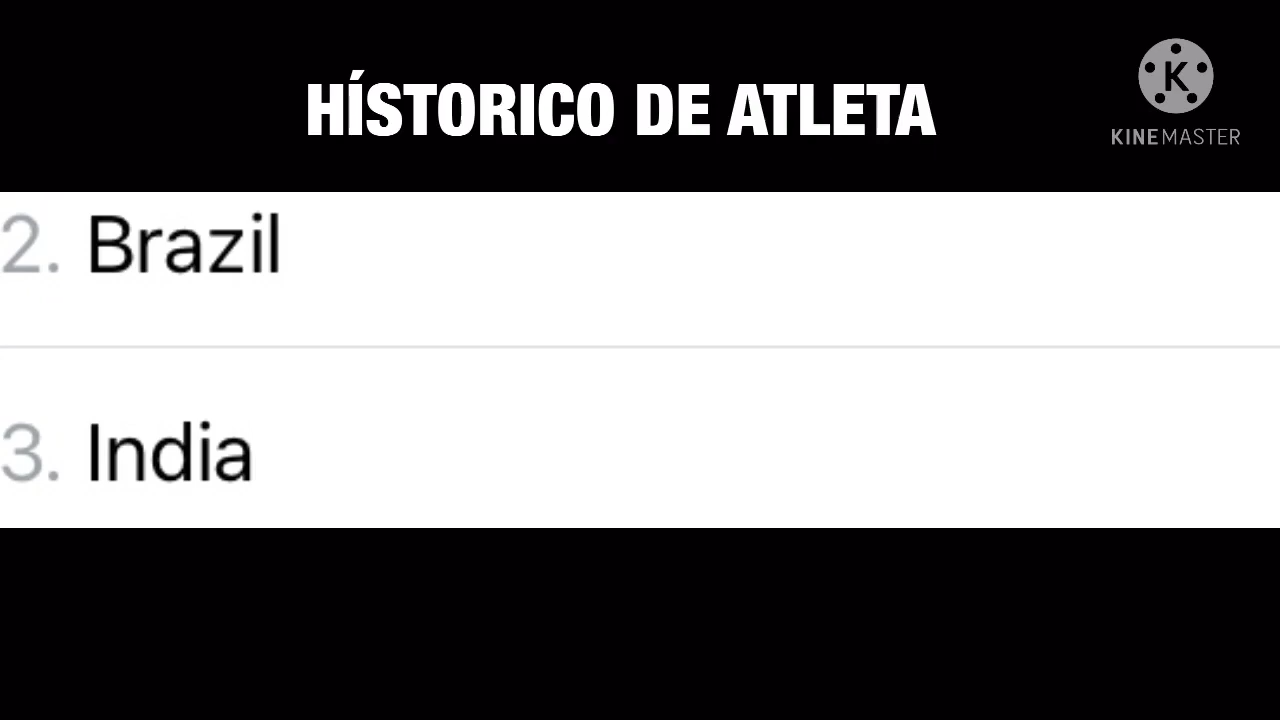 HÍSTORICO DE ATLETA
K
KINEMASTER
2. Brazil
3. India